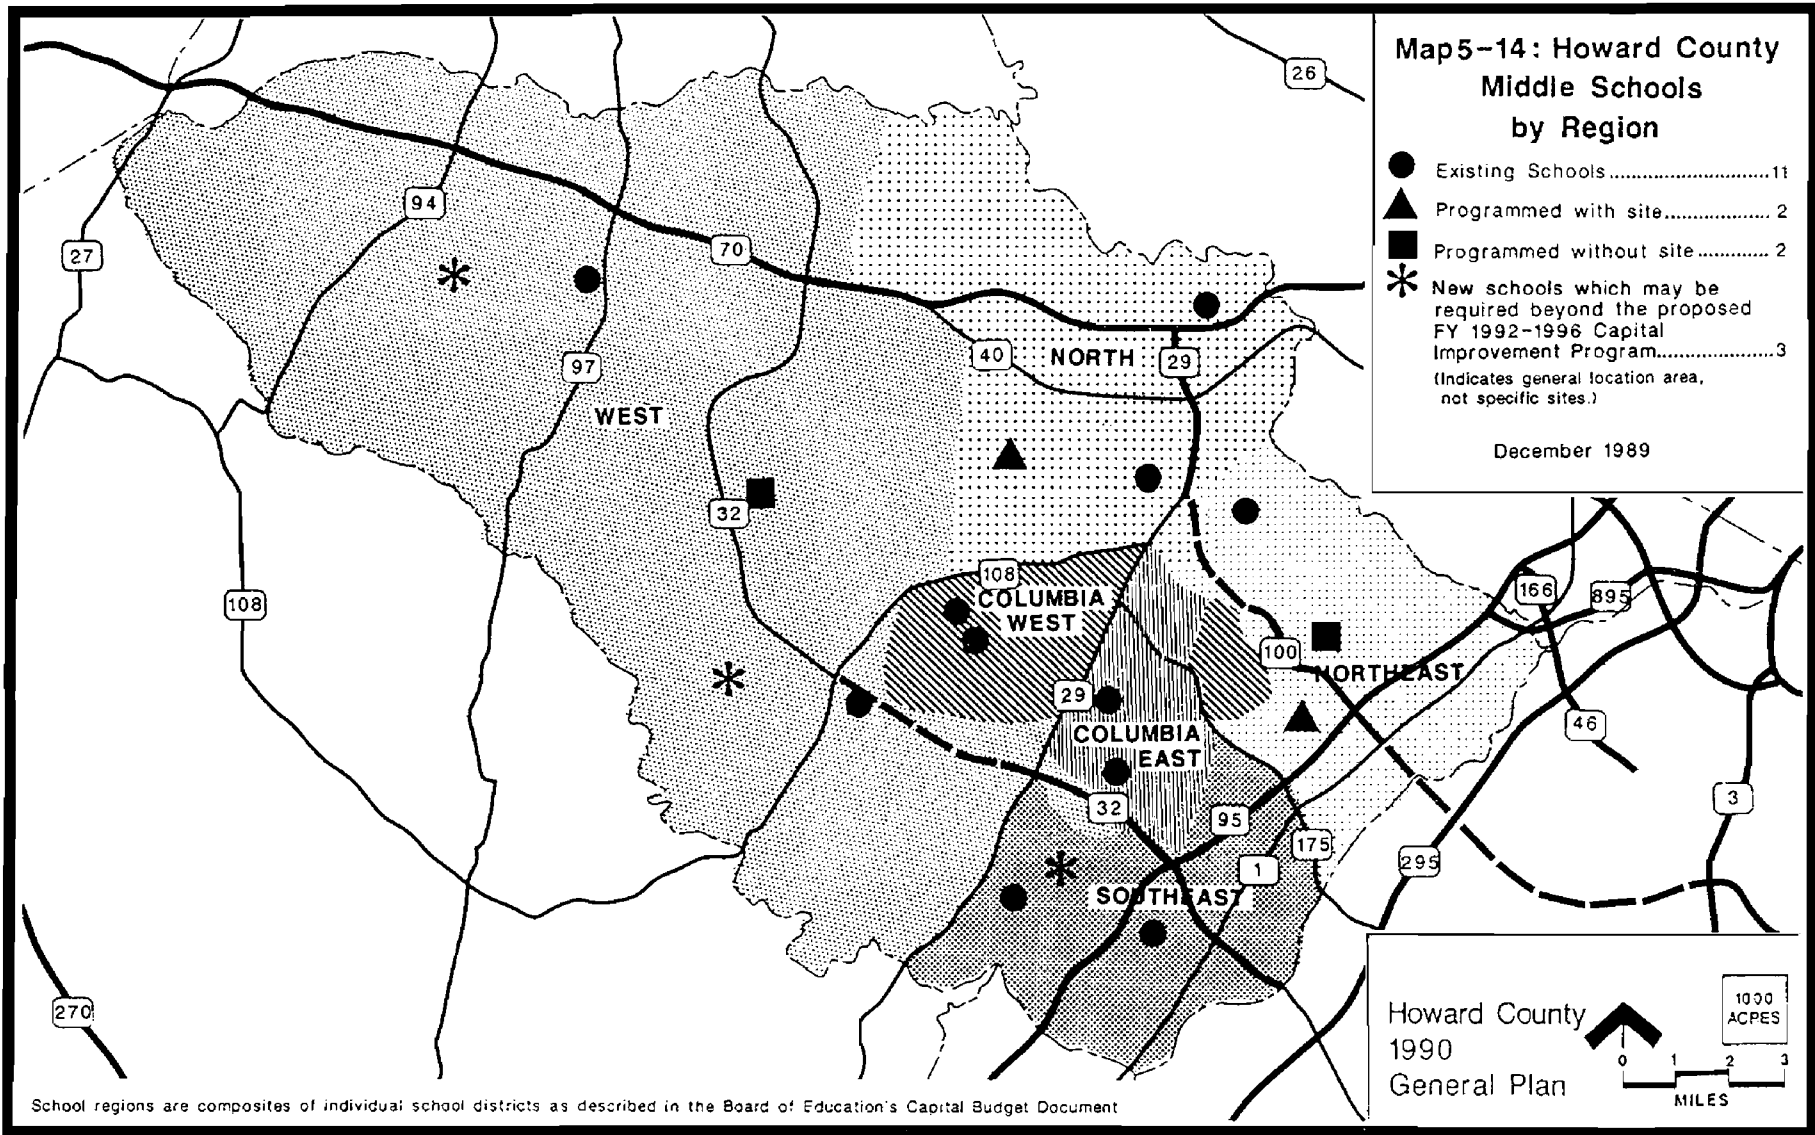 Map5-14: Howard County
Middle Schools
by Region
Existing Schools............................11
Programmed with site................... 2
Programmed without site ............. 2
New schools which may be
required beyond the proposed
FY 1992-1996 Capital
Improvement Program.....................3
(Indicates general location area,
not specific sites.)
December 1989
26
94
27
70
40
NORTH
29
97
WEST
32
108
108
COLUMBIA
WEST
166
895
100
NORTHEAST
29
46
COLUMBIA
EAST
32
95
3
175
295
1
SOUTHEAST
270
Howard County
1990
General Plan
1000
ACPES
0 1 2 3
MILES
School regions are composites of individual school districts as described in the Board of Education's Capital Budget Document